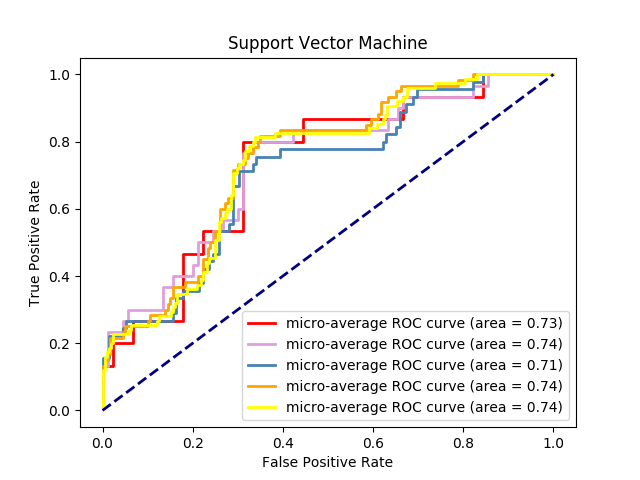 Support Vector Machine
1.0
0.8
0.6
0.4
0.2
0.0
True Positive Rate
micro-average ROC curve (area = 0.73)
micro-average ROC curve (area = 0.74)
micro-average ROC curve (area = 0.71)
micro-average ROC curve (area = 0.74)
micro-average ROC curve (area = 0.74)
0.0 0.2 0.4 0.6 0.8 1.0
False Positive Rate